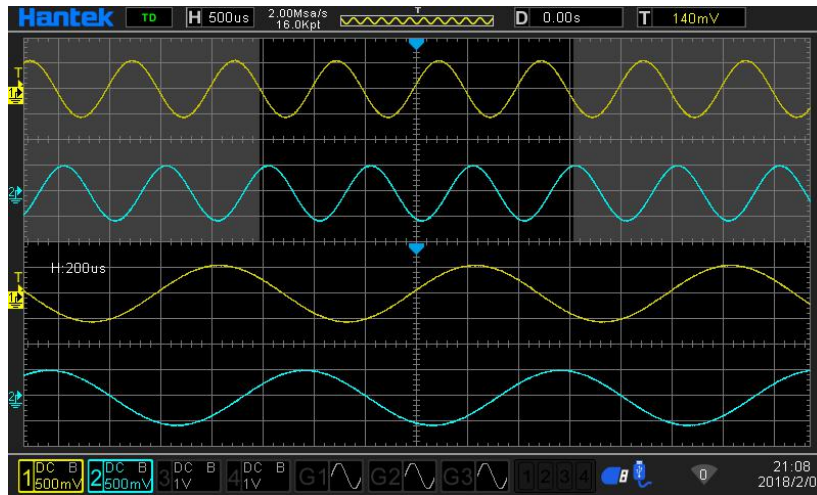 Hantek TD H 500us 2.00Msa/s 16.0Kpt T D 0.00s T 140mV
T
1
2
H:200us
T
1
2
1 DC B 500mV 2 DC B 500mV 3 DC B 1V 4 DC B 1V G1 G2 G3 1 2 3 4 0 21:08
2018/2/0